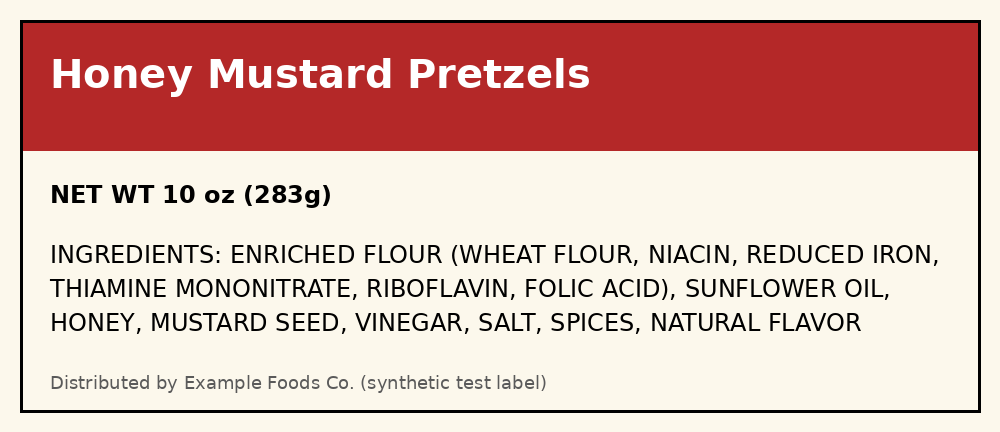 Honey Mustard Pretzels
NET WT 10 oz (283g)
INGREDIENTS: ENRICHED FLOUR (WHEAT FLOUR, NIACIN, REDUCED IRON,
THIAMINE MONONITRATE, RIBOFLAVIN, FOLIC ACID), SUNFLOWER OIL,
HONEY, MUSTARD SEED, VINEGAR, SALT, SPICES, NATURAL FLAVOR
Distributed by Example Foods Co. (synthetic test label)